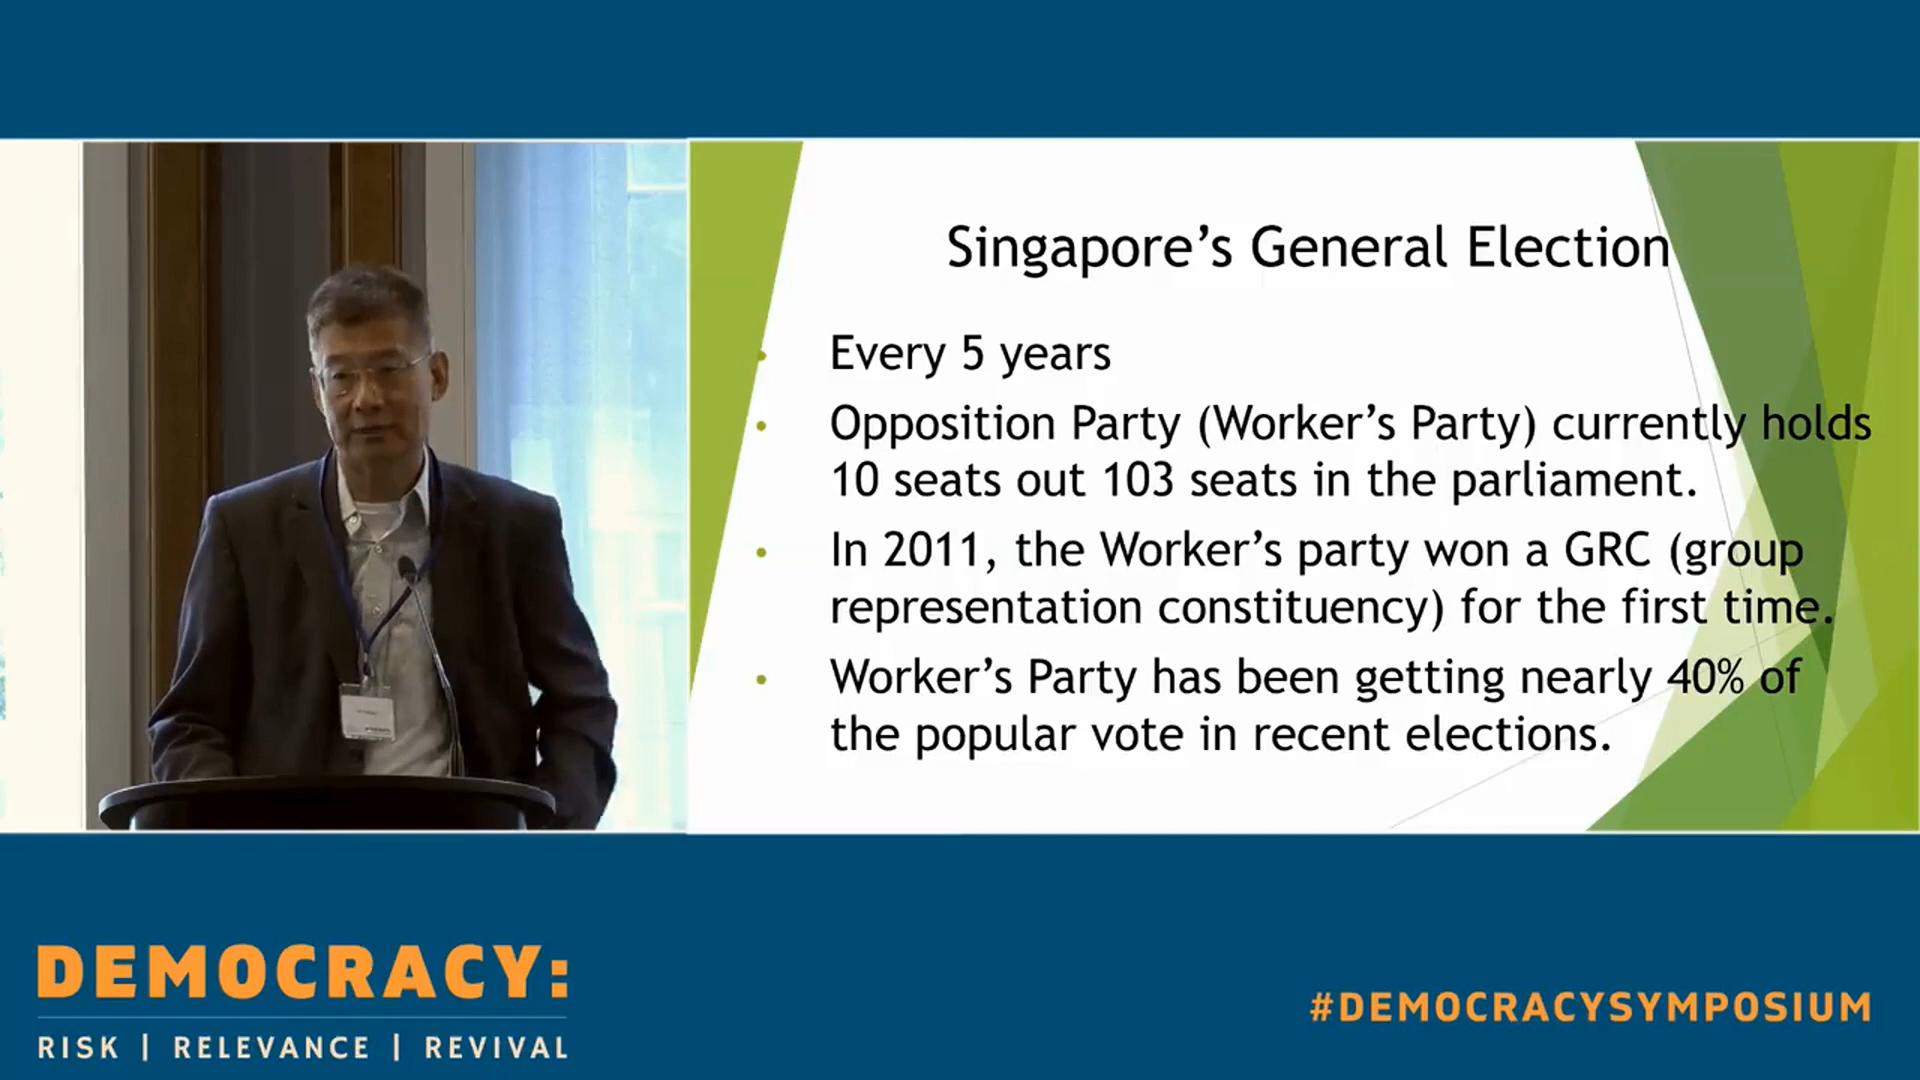 Singapore’s General Election
• Every 5 years
• Opposition Party (Worker’s Party) currently holds
10 seats out 103 seats in the parliament.
• In 2011, the Worker’s party won a GRC (group
representation constituency) for the first time.
• Worker’s Party has been getting nearly 40% of
the popular vote in recent elections.
DEMOCRACY:
RISK | RELEVANCE | REVIVAL
#DEMOCRACYSYMPOSIUM